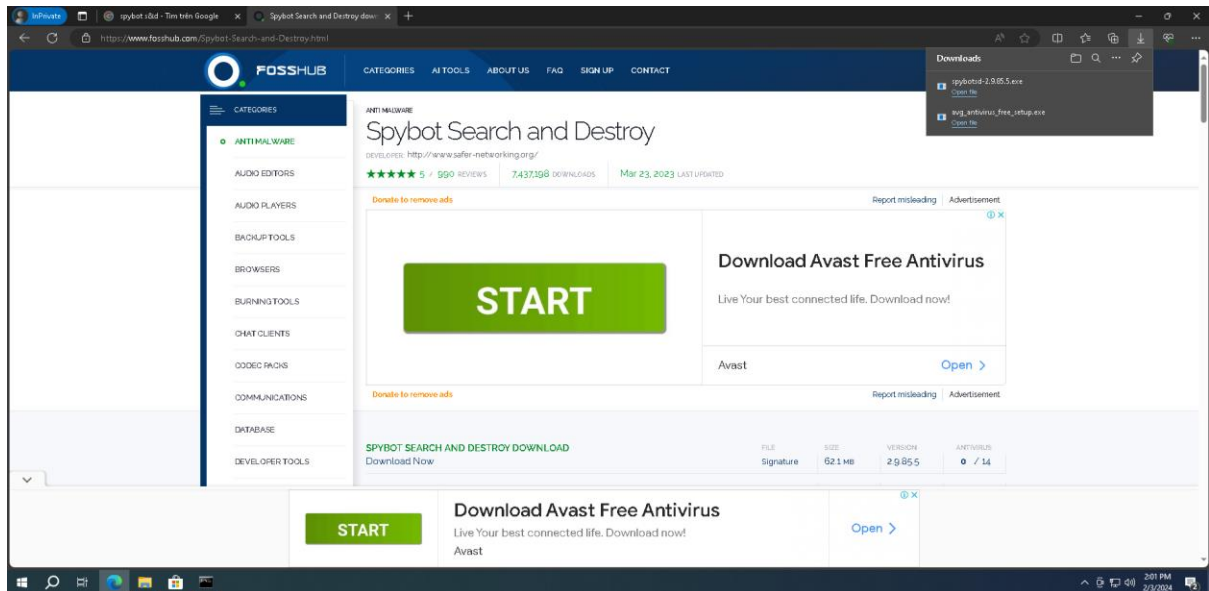 InPrivate
spybot s&d - Tìm trên Google
Spybot Search and Destroy down
https://www.fosshub.com/Spybot-Search-and-Destroy.html
Downloads
spybotsd-2.9.85.5.exe
Open file
avg_antivirus_free_setup.exe
Open file
FOSSHUB
CATEGORIES AI TOOLS ABOUT US FAQ SIGN UP CONTACT
CATEGORIES
ANTI MALWARE
AUDIO EDITORS
AUDIO PLAYERS
BACKUP TOOLS
BROWSERS
BURNING TOOLS
CHAT CLIENTS
CODEC PACKS
COMMUNICATIONS
DATABASE
DEVELOPER TOOLS
ANTI MALWARE
Spybot Search and Destroy
DEVELOPER: http://www.safer-networking.org/
★★★★★ 5 / 990 REVIEWS 7,437,198 DOWNLOADS Mar 23, 2023 LAST UPDATED
Donate to remove ads Report misleading Advertisement
START
Download Avast Free Antivirus
Live Your best connected life. Download now!
Avast Open
Donate to remove ads Report misleading Advertisement
SPYBOT SEARCH AND DESTROY DOWNLOAD FILE SIZE VERSION ANTIVIRUS
Download Now Signature 62.1 MB 2.9.85.5 0 / 14
START
Download Avast Free Antivirus
Live Your best connected life. Download now!
Avast
Open
2:01 PM
2/3/2024